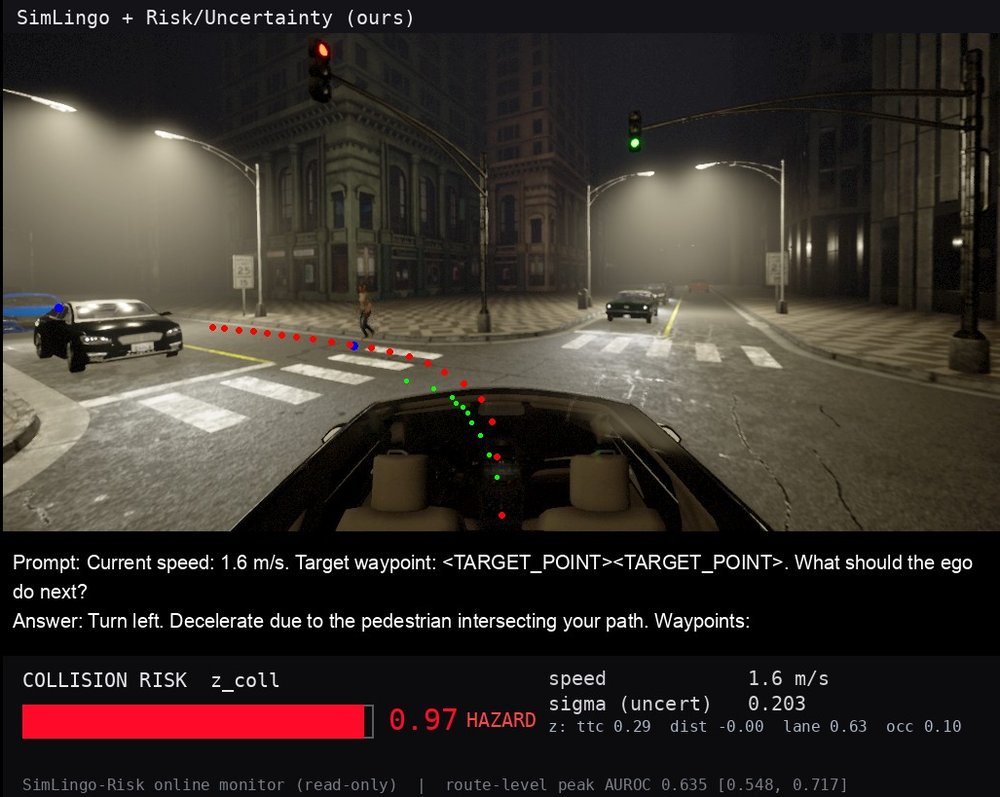 SimLingo + Risk/Uncertainty (ours)
25
Prompt: Current speed: 1.6 m/s. Target waypoint: <TARGET_POINT><TARGET_POINT>. What should the ego
do next?
Answer: Turn left. Decelerate due to the pedestrian intersecting your path. Waypoints:
COLLISION RISK z_coll
0.97 HAZARD
speed 1.6 m/s
sigma (uncert) 0.203
z: ttc 0.29 dist -0.00 lane 0.63 occ 0.10
SimLingo-Risk online monitor (read-only) | route-level peak AUROC 0.635 [0.548, 0.717]